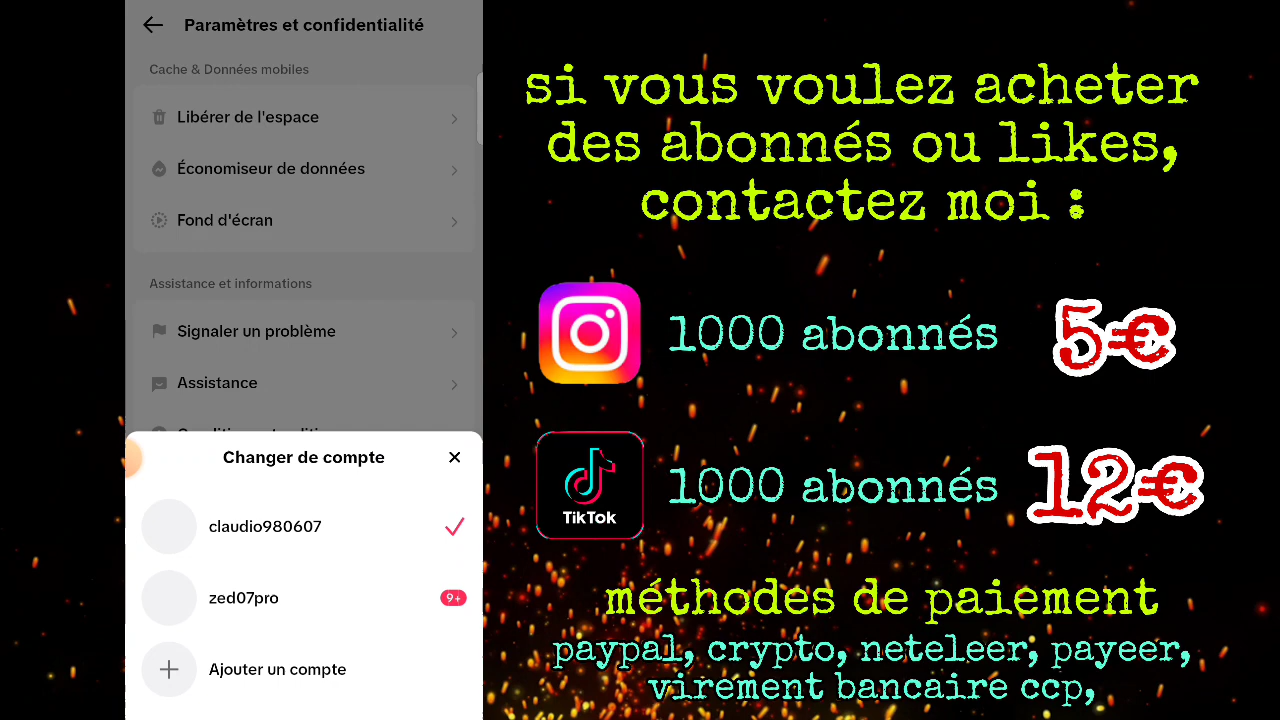 Paramètres et confidentialité
Cache & Données mobiles
Libérer de l'espace
Économiseur de données
Fond d'écran
Assistance et informations
Signaler un problème
Assistance
Changer de compte
claudio980607
zed07pro
9+
Ajouter un compte
si vous voulez acheter
des abonnés ou likes,
contactez moi :
1000 abonnés 5€
TikTok
1000 abonnés 12€
méthodes de paiement
paypal, crypto, neteleer, payeer,
virement bancaire ccp,